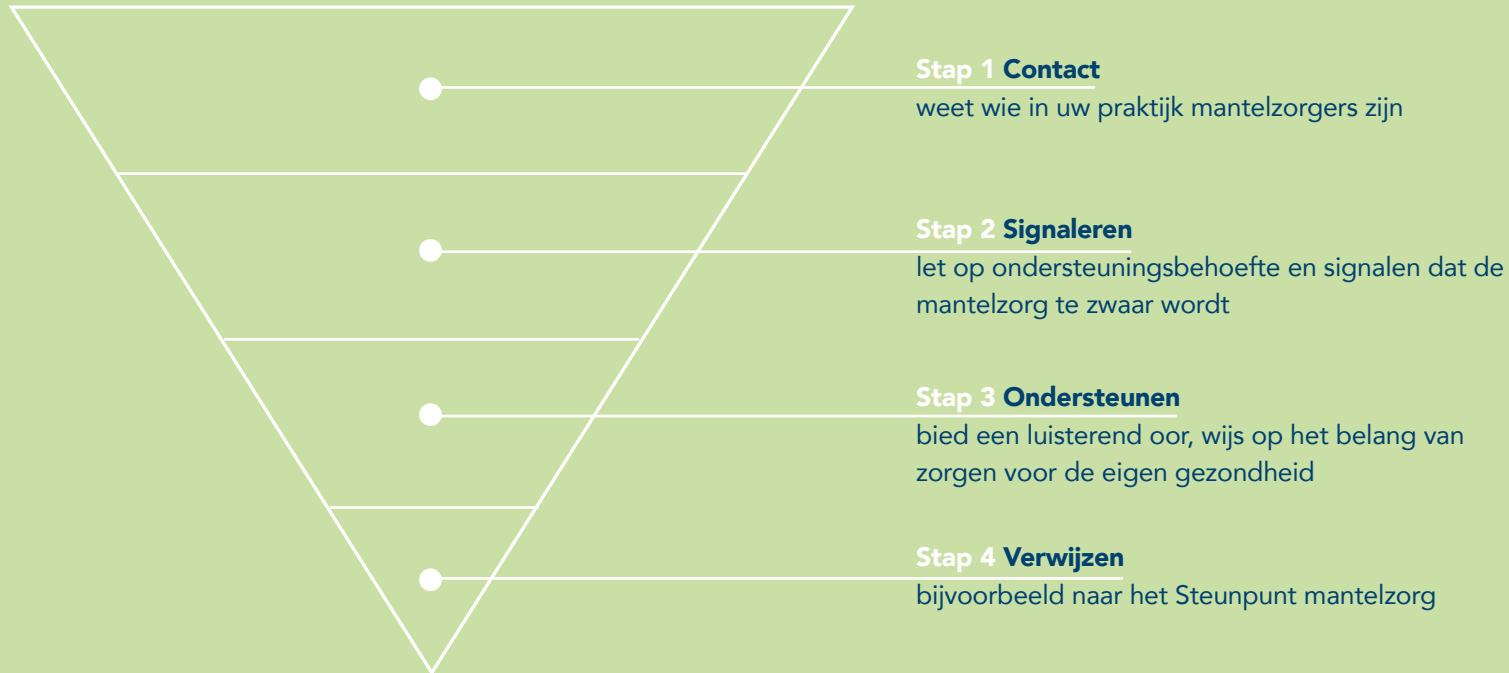 Stap 1 Contact
weet wie in uw praktijk mantelzorgers zijn
Stap 2 Signaleren
let op ondersteuningsbehoefte en signalen dat de
mantelzorg te zwaar wordt
Stap 3 Ondersteunen
bied een luisterend oor, wijs op het belang van
zorgen voor de eigen gezondheid
Stap 4 Verwijzen
bijvoorbeeld naar het Steunpunt mantelzorg